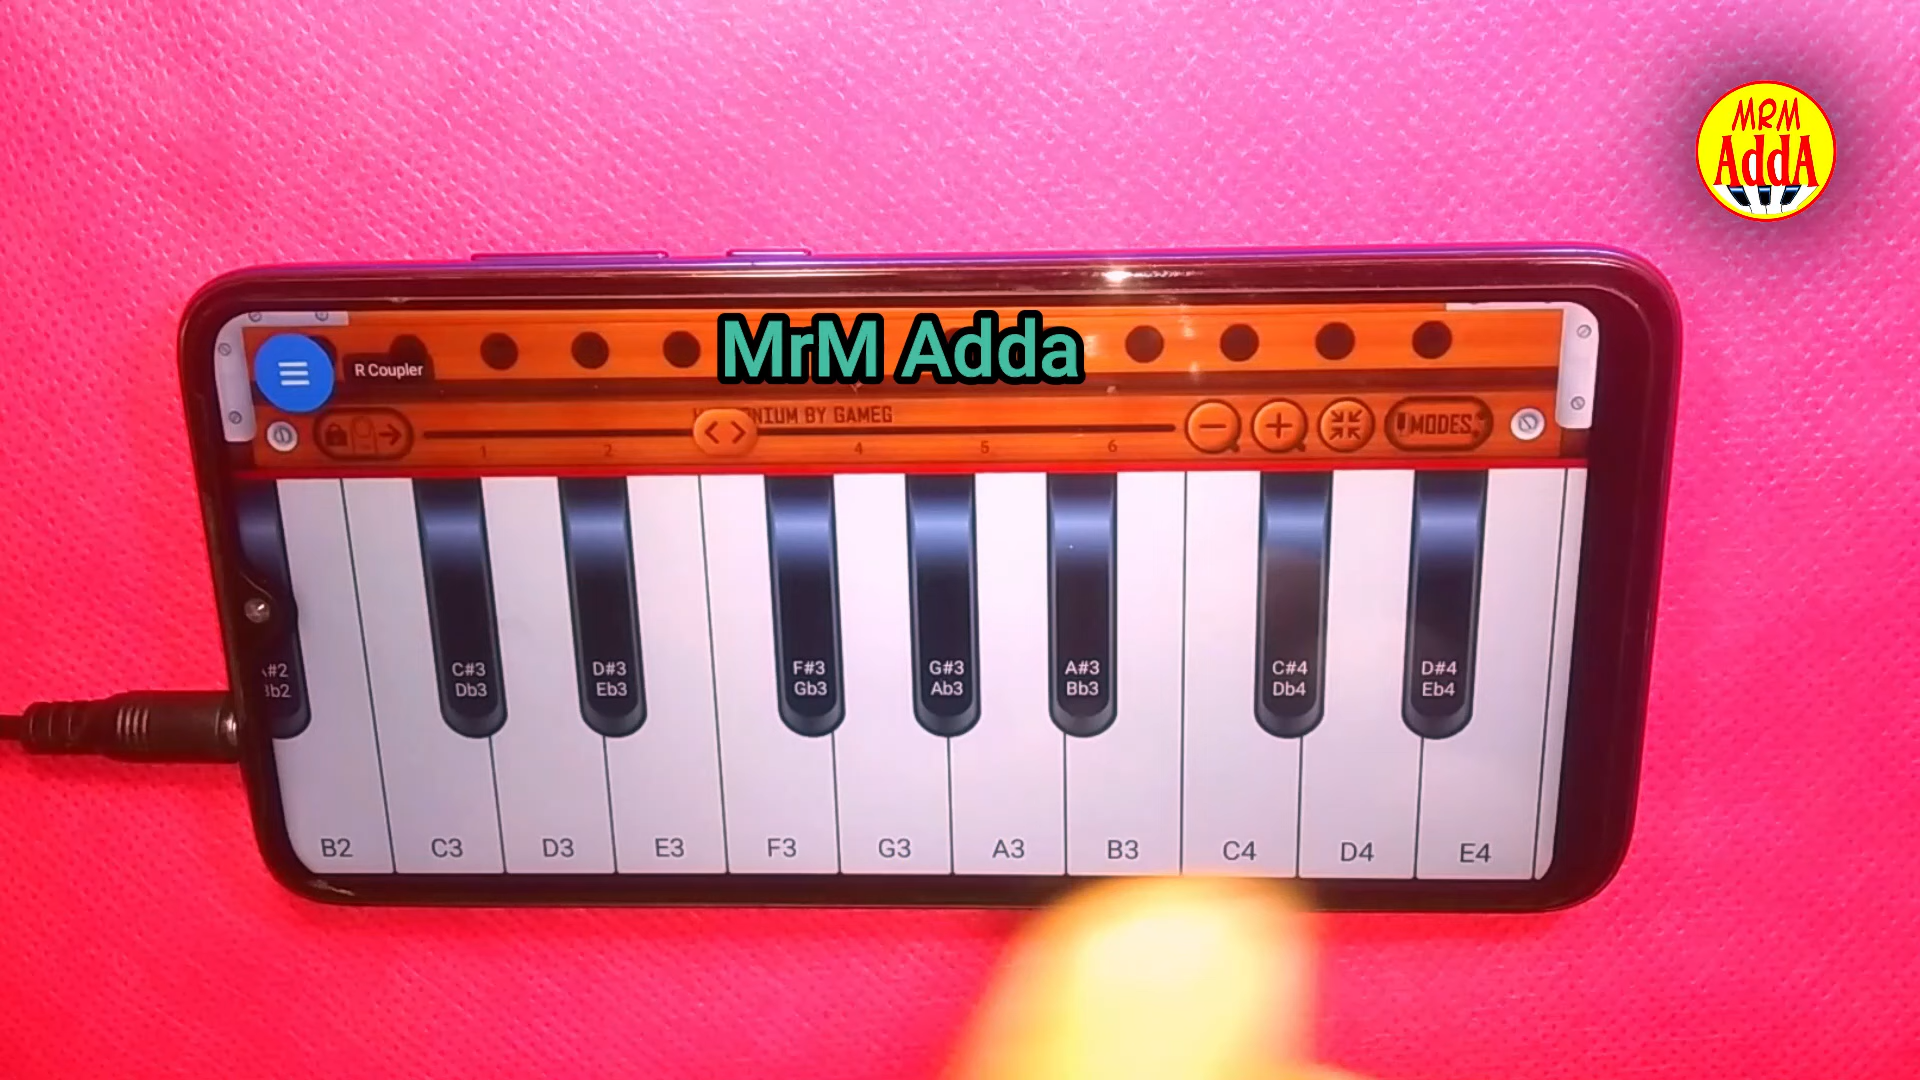 MRM
AddA
MrM Adda
R Coupler
NIUM BY GAMEG
1 2 4 5 6
MODES
C#3
Db3
D#3
Eb3
F#3
Gb3
G#3
Ab3
A#3
Bb3
C#4
Db4
D#4
Eb4
B2 C3 D3 E3 F3 G3 A3 B3 C4 D4 E4